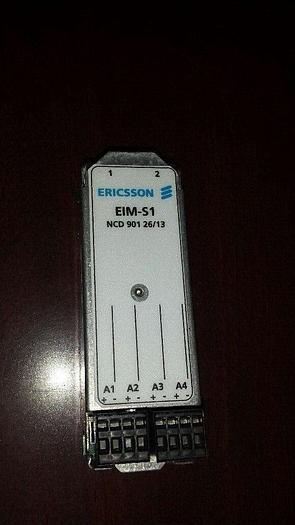 1 2
ERICSSON
EIM-S1
NCD 901 26/13
A1 A2 A3 A4
+ - + - + - + -